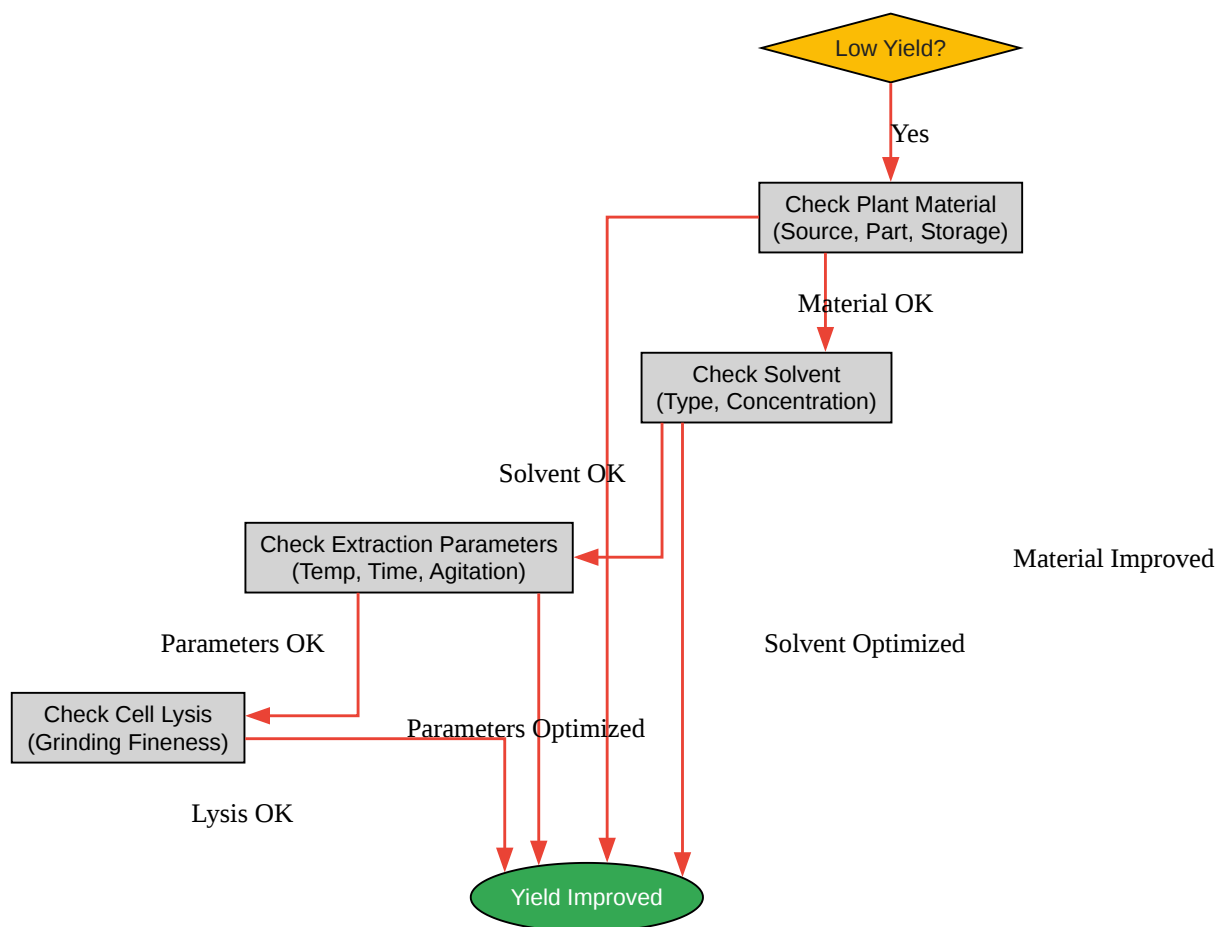 Low Yield?
Yes
Check Plant Material
(Source, Part, Storage)
Material OK
Check Solvent
(Type, Concentration)
Solvent OK
Check Extraction Parameters
(Temp, Time, Agitation)
Material Improved
Parameters OK
Solvent Optimized
Check Cell Lysis
(Grinding Fineness)
Parameters Optimized
Lysis OK
Yield Improved